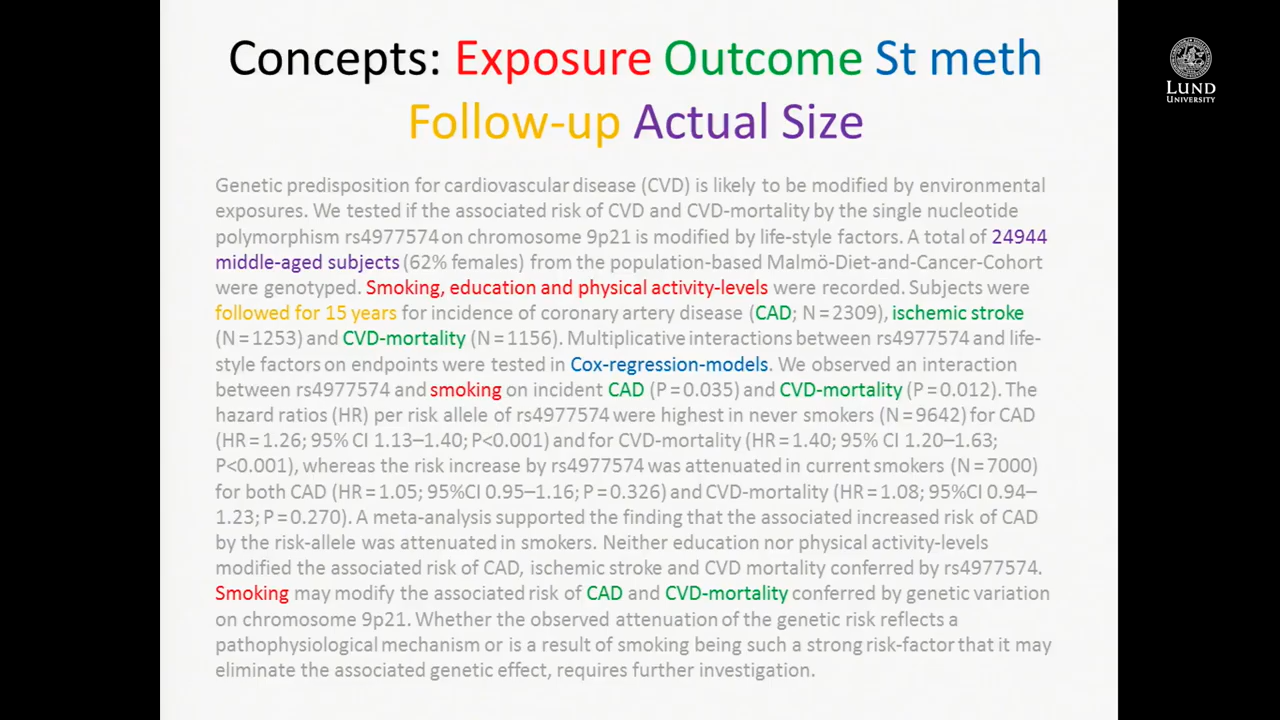 Concepts: Exposure Outcome St meth
Follow-up Actual Size
LUND
UNIVERSITY
Genetic predisposition for cardiovascular disease (CVD) is likely to be modified by environmental
exposures. We tested if the associated risk of CVD and CVD-mortality by the single nucleotide
polymorphism rs4977574 on chromosome 9p21 is modified by life-style factors. A total of 24944
middle-aged subjects (62% females) from the population-based Malmö-Diet-and-Cancer-Cohort
were genotyped. Smoking, education and physical activity-levels were recorded. Subjects were
followed for 15 years for incidence of coronary artery disease (CAD; N = 2309), ischemic stroke
(N = 1253) and CVD-mortality (N = 1156). Multiplicative interactions between rs4977574 and life-
style factors on endpoints were tested in Cox-regression-models. We observed an interaction
between rs4977574 and smoking on incident CAD (P = 0.035) and CVD-mortality (P = 0.012). The
hazard ratios (HR) per risk allele of rs4977574 were highest in never smokers (N = 9642) for CAD
(HR = 1.26; 95% CI 1.13–1.40; P<0.001) and for CVD-mortality (HR = 1.40; 95% CI 1.20–1.63;
P<0.001), whereas the risk increase by rs4977574 was attenuated in current smokers (N = 7000)
for both CAD (HR = 1.05; 95%CI 0.95–1.16; P = 0.326) and CVD-mortality (HR = 1.08; 95%CI 0.94–
1.23; P = 0.270). A meta-analysis supported the finding that the associated increased risk of CAD
by the risk-allele was attenuated in smokers. Neither education nor physical activity-levels
modified the associated risk of CAD, ischemic stroke and CVD mortality conferred by rs4977574.
Smoking may modify the associated risk of CAD and CVD-mortality conferred by genetic variation
on chromosome 9p21. Whether the observed attenuation of the genetic risk reflects a
pathophysiological mechanism or is a result of smoking being such a strong risk-factor that it may
eliminate the associated genetic effect, requires further investigation.